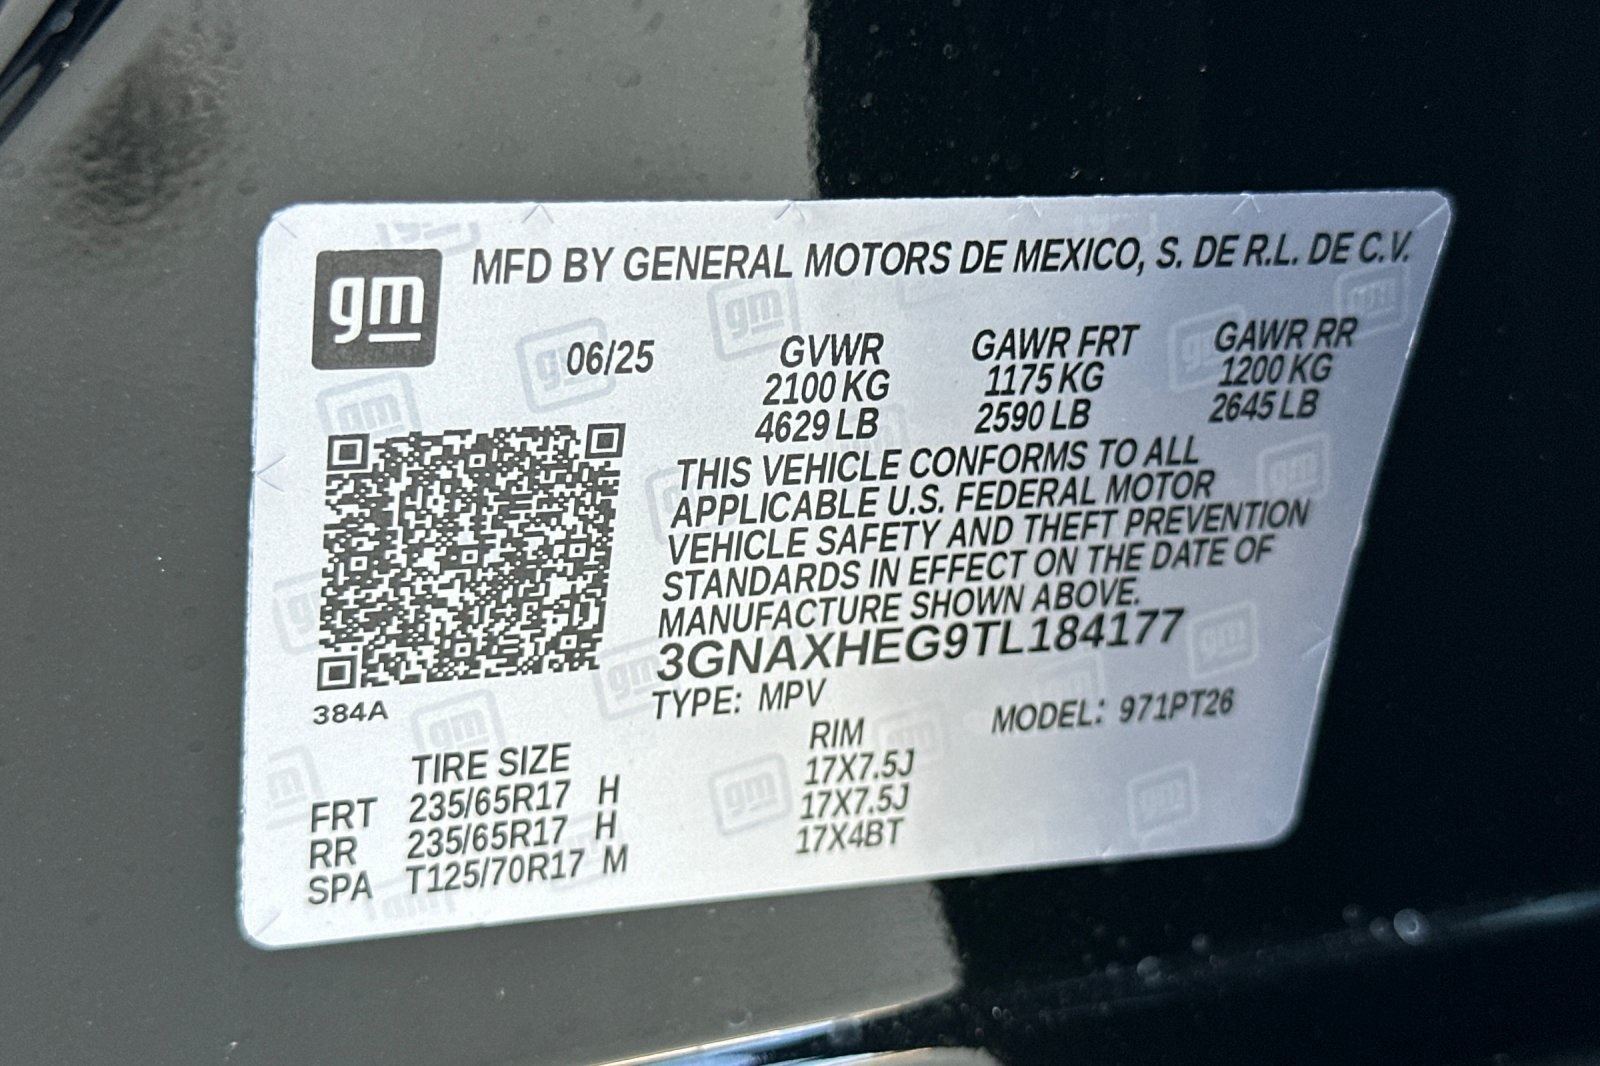 gm
MFD BY GENERAL MOTORS DE MEXICO, S. DE R.L. DE C.V.
06/25 GVWR GAWR FRT GAWR RR
2100 KG 1175 KG 1200 KG
4629 LB 2590 LB 2645 LB
THIS VEHICLE CONFORMS TO ALL
APPLICABLE U.S. FEDERAL MOTOR
VEHICLE SAFETY AND THEFT PREVENTION
STANDARDS IN EFFECT ON THE DATE OF
MANUFACTURE SHOWN ABOVE.
3GNAXHEG9TL184177
384A TYPE: MPV MODEL: 971PT26
TIRE SIZE RIM
FRT 235/65R17 H 17X7.5J
RR 235/65R17 H 17X7.5J
SPA T125/70R17 M 17X4BT